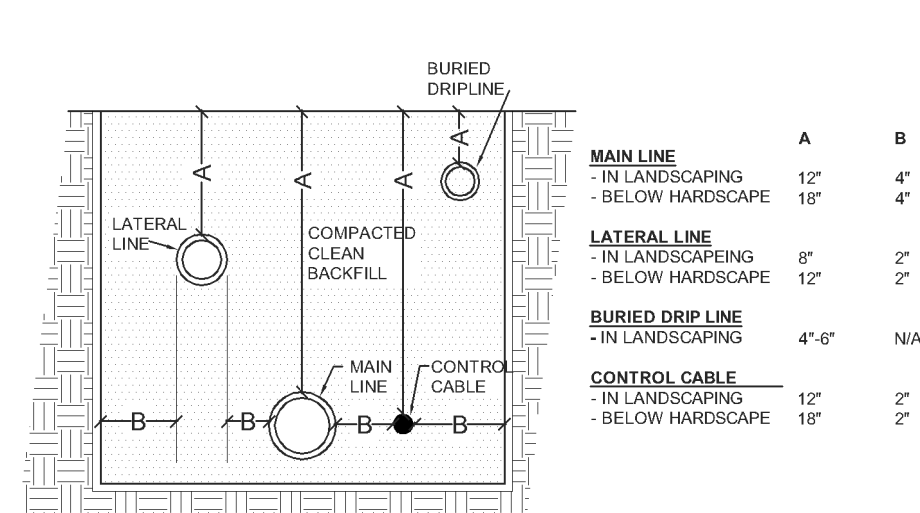 BURIED
DRIPLINE
A
A
A
A
LATERAL
LINE
COMPACTED
CLEAN
BACKFILL
MAIN
LINE
CONTROL
CABLE
B
B
B
B
A B
MAIN LINE
- IN LANDSCAPING 12" 4"
- BELOW HARDSCAPE 18" 4"
LATERAL LINE
- IN LANDSCAPEING 8" 2"
- BELOW HARDSCAPE 12" 2"
BURIED DRIP LINE
- IN LANDSCAPING 4"-6" N/A
CONTROL CABLE
- IN LANDSCAPING 12" 2"
- BELOW HARDSCAPE 18" 2"